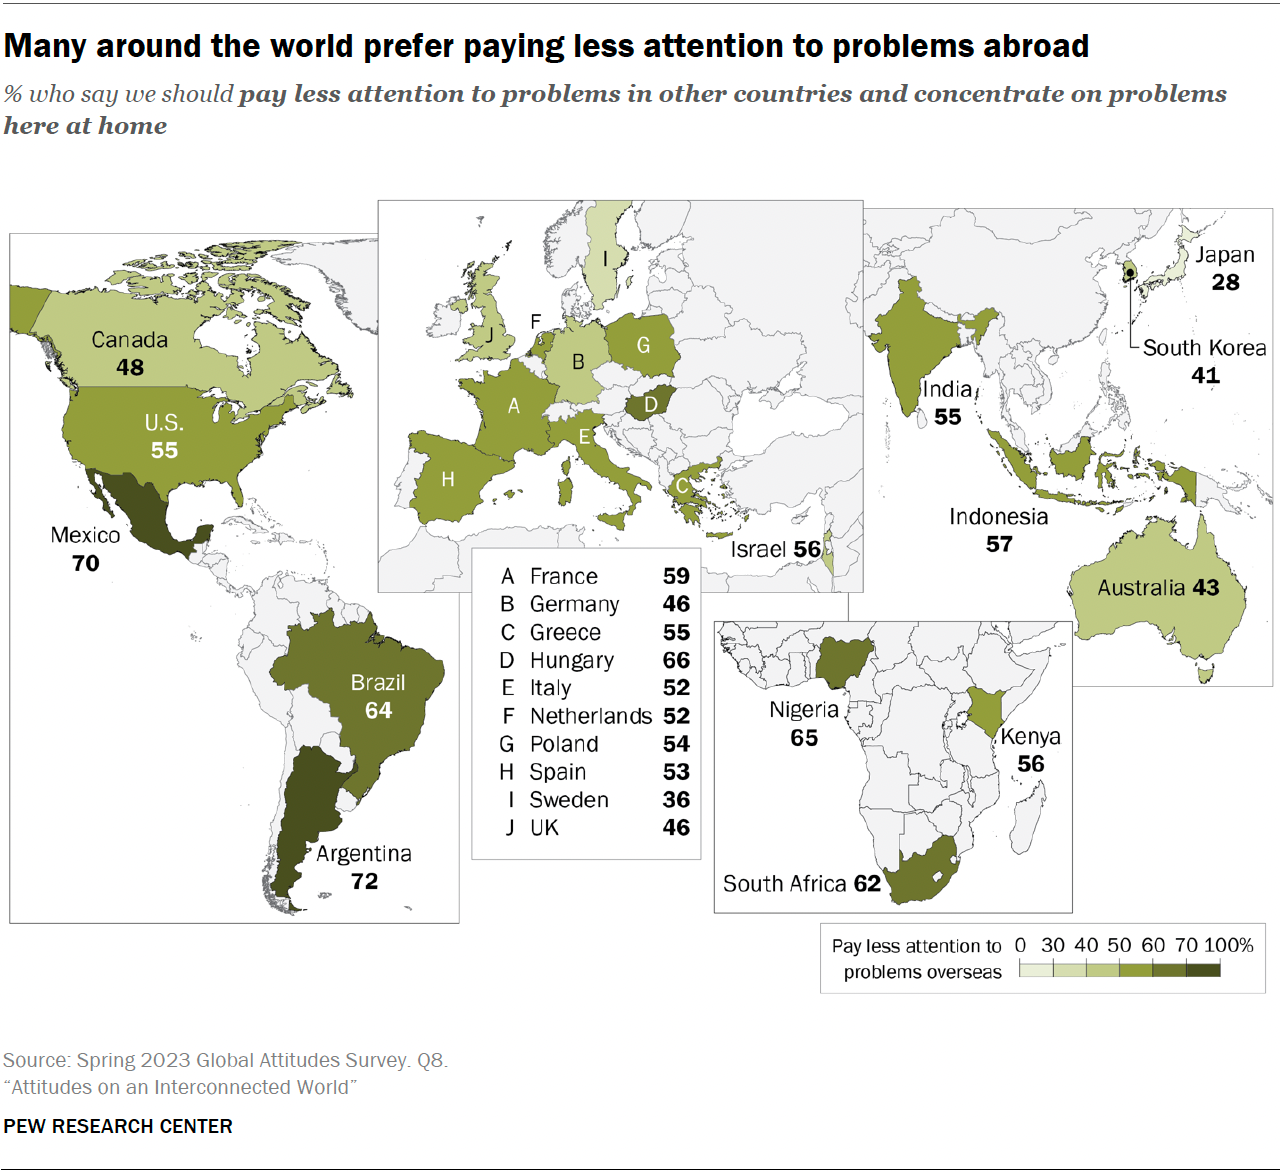 Many around the world prefer paying less attention to problems abroad
% who say we should pay less attention to problems in other countries and concentrate on problems
here at home
Canada
48
U.S.
55
Mexico
70
Brazil
64
Argentina
72
I
J
F
G
B
A
D
E
H
C
Israel 56
A France 59
B Germany 46
C Greece 55
D Hungary 66
E Italy 52
F Netherlands 52
G Poland 54
H Spain 53
I Sweden 36
J UK 46
Japan
28
South Korea
41
India
55
Indonesia
57
Australia 43
Nigeria
65
Kenya
56
South Africa 62
Pay less attention to
problems overseas
0 30 40 50 60 70 100%
Source: Spring 2023 Global Attitudes Survey. Q8.
“Attitudes on an Interconnected World”
PEW RESEARCH CENTER